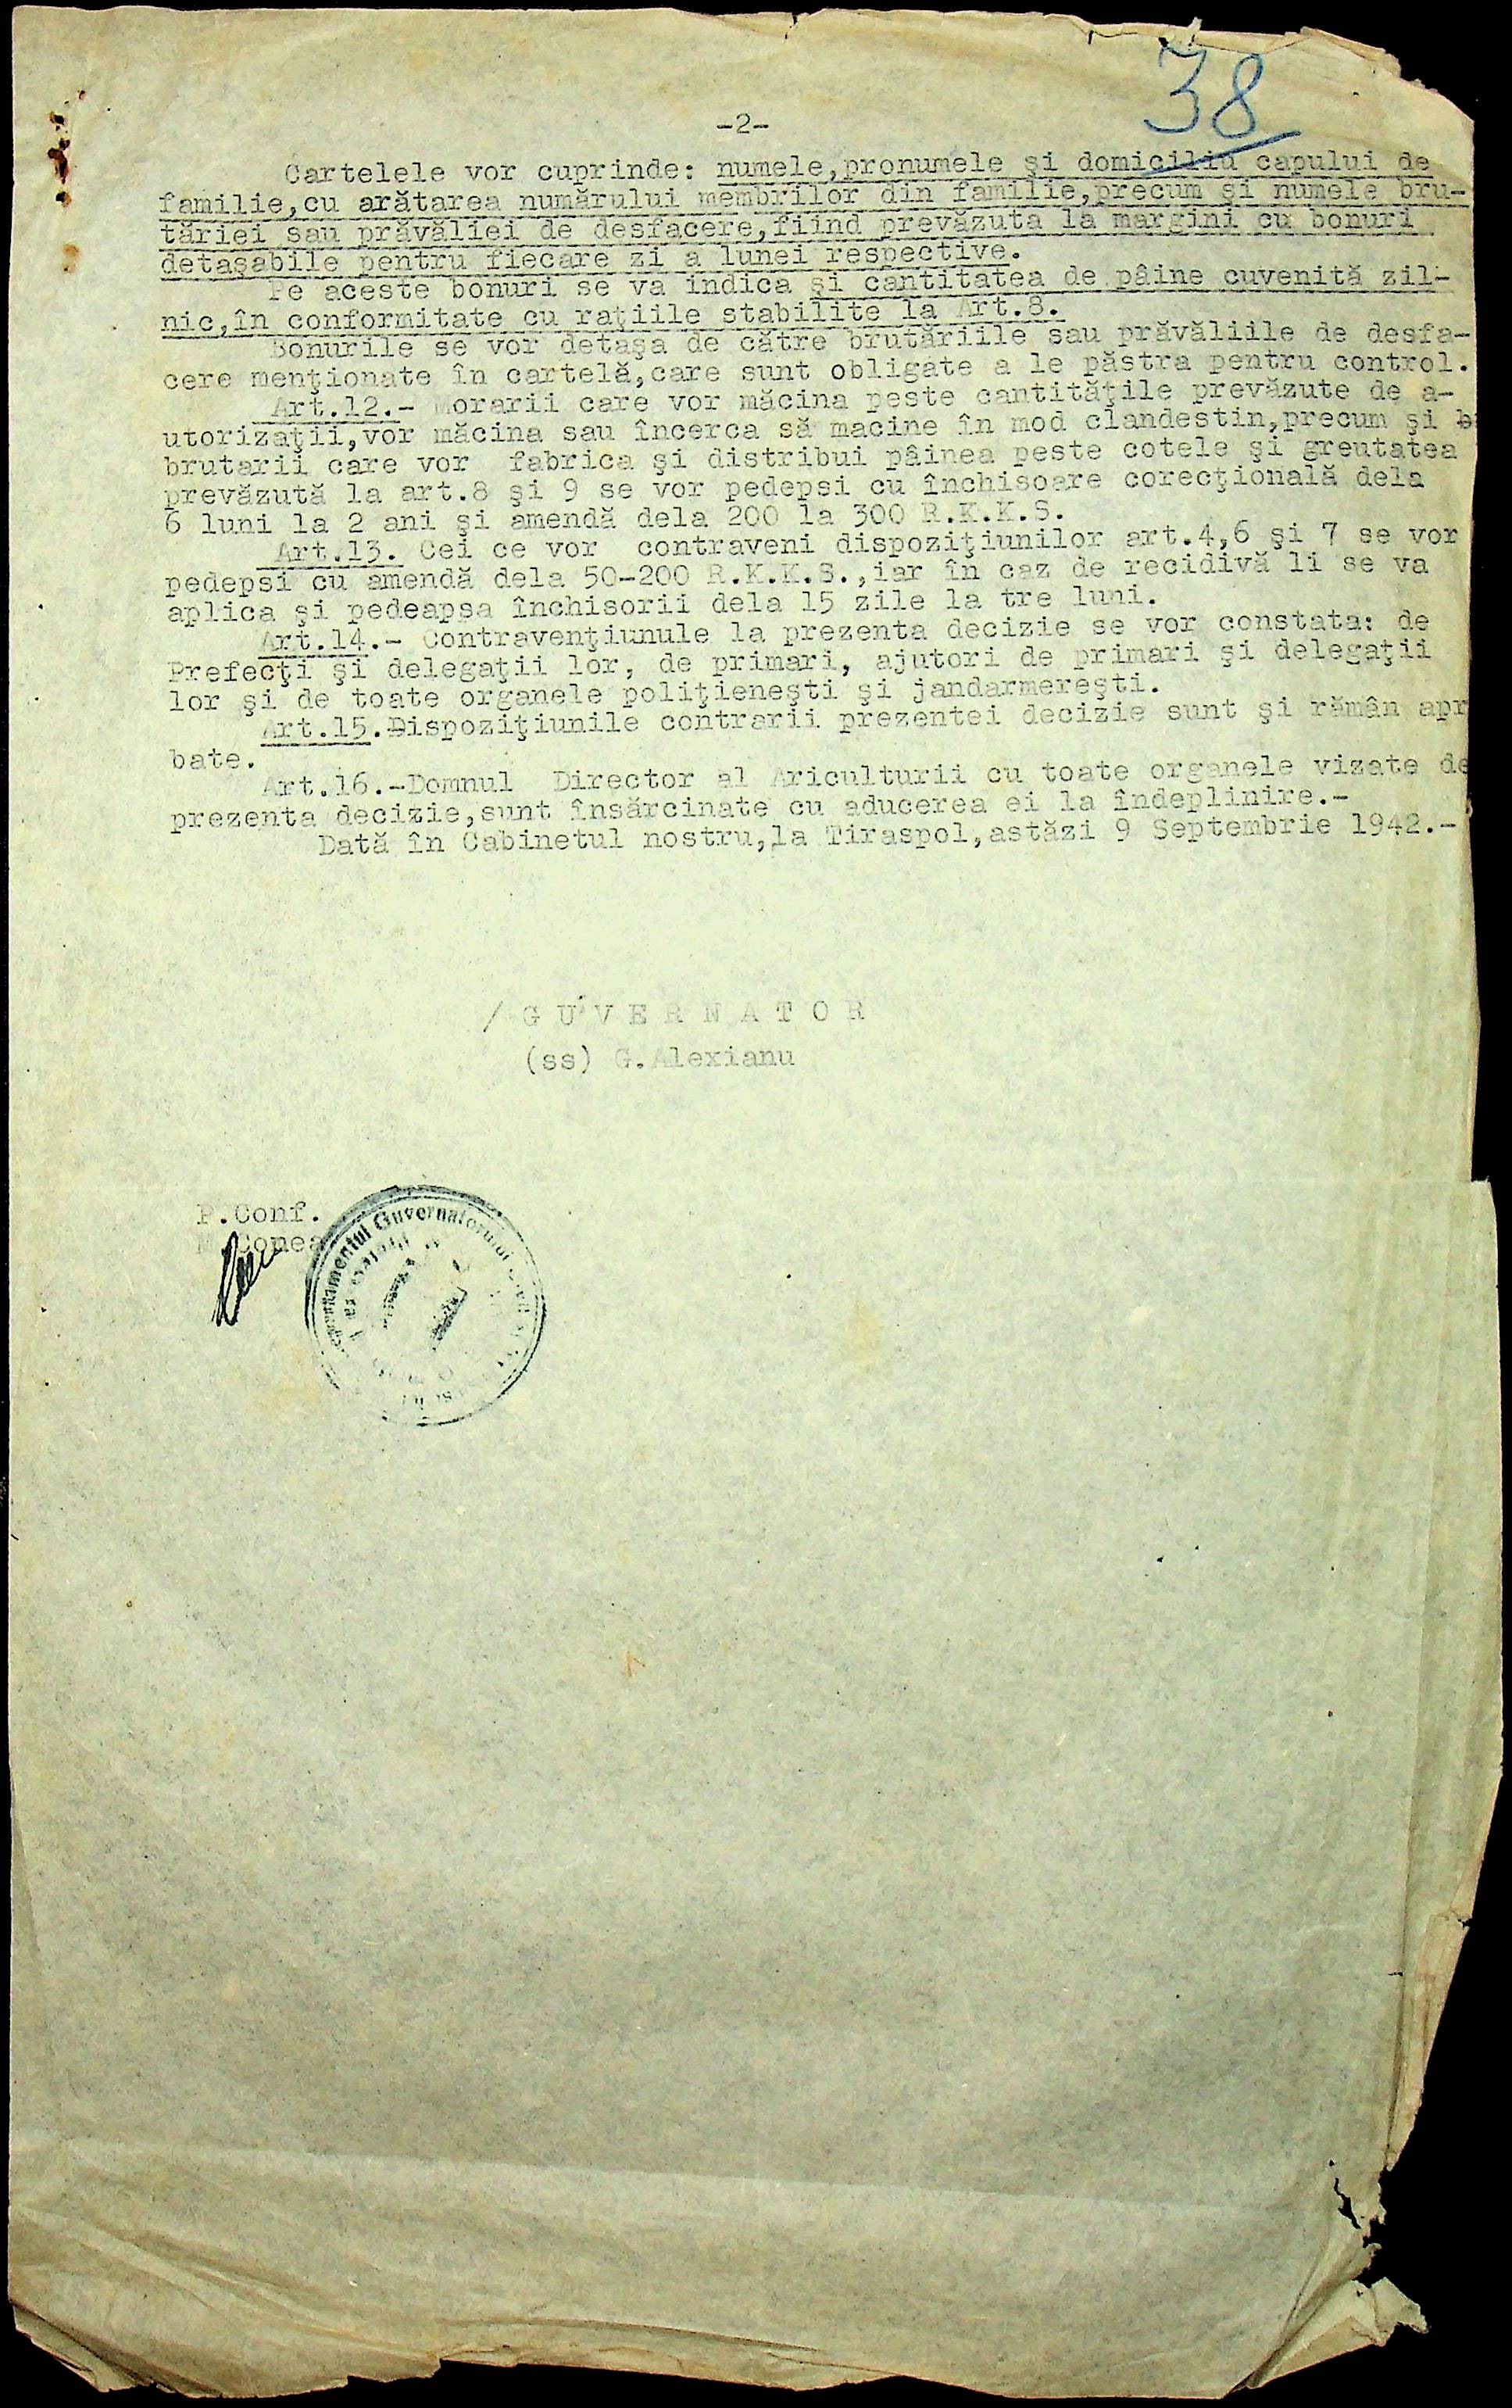 38
-2-
Cartelele vor cuprinde: numele,pronumele şi domiciliu capului de
familie,cu arătarea numărului membrilor din familie,precum şi numele bru-
tăriei sau prăvăliei de desfacere,fiind prevăzuta la margini cu bonuri
detaşabile pentru fiecare zi a lunei respective.
Pe aceste bonuri se va indica şi cantitatea de pâine cuvenită zil-
nic,în conformitate cu raţiile stabilite la Art.8.
Bonurile se vor detaşa de către brutăriile sau prăvăliile de desfa-
cere menţionate în cartelă,care sunt obligate a le păstra pentru control.
Art.12.- Morarii care vor măcina peste cantităţile prevăzute de a-
utorizaţii,vor măcina sau încerca să macine în mod clandestin,precum şi
brutarii care vor fabrica şi distribui pâinea peste cotele şi greutatea
prevăzută la art.8 şi 9 se vor pedepsi cu închisoare corecţională dela
6 luni la 2 ani şi amendă dela 200 la 300 R.K.K.S.
Art.13. Cei ce vor contraveni dispoziţiunilor art.4,6 şi 7 se vor
pedepsi cu amendă dela 50-200 R.K.K.S.,iar în caz de recidivă li se va
aplica şi pedeapsa închisorii dela 15 zile la tre luni.
Art.14.- Contravenţiunule la prezenta decizie se vor constata: de
Prefecţi şi delegaţii lor, de primari, ajutori de primari şi delegaţii
lor şi de toate organele poliţieneşti şi jandarmereşti.
Art.15.Dispoziţiunile contrarii prezentei decizie sunt şi rămân apr
bate.
Art.16.-Domnul Director al Ariculturii cu toate organele vizate de
prezenta decizie,sunt însărcinate cu aducerea ei la îndeplinire.-
Dată în Cabinetul nostru,la Tiraspol,astăzi 9 Septembrie 1942.-
/ G U V E R N A T O R
(ss) G.Alexianu
P.Conf.
M.Conea
Guvernatorului